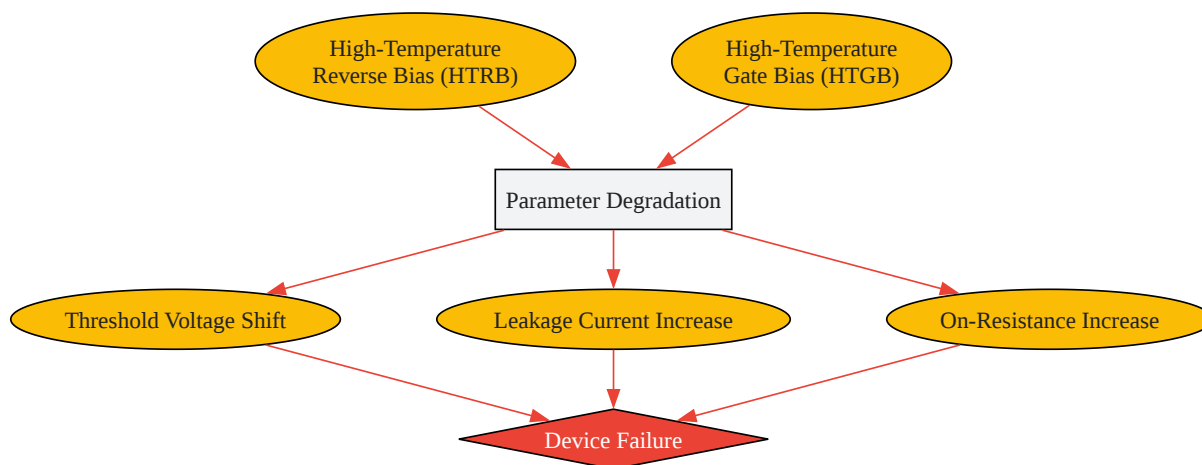 High-Temperature
Reverse Bias (HTRB)
High-Temperature
Gate Bias (HTGB)
Parameter Degradation
Threshold Voltage Shift
Leakage Current Increase
On-Resistance Increase
Device Failure